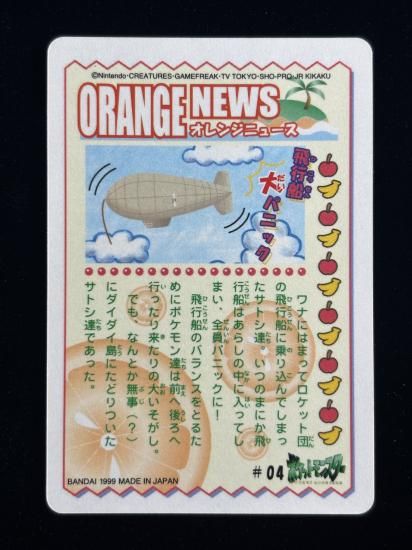 ©Nintendo・CREATURES・GAMEFREAK・TV TOKYO・SHO-PRO・JR KIKAKU
ORANGE NEWS
オレンジニュース
飛行船
大パニック
ワナにはまってロケット団
の飛行船に乗り込んでしまっ
たサトシ達。いつのまにか飛
行船はあらしの中に入ってし
まい、全員パニックに!
飛行船のバランスをとるた
めにポケモン達は前へ後ろへ
行ったり来たりの大いそがし。
でも、なんとか無事(?)
にダイダイ島にたどりついた
サトシ達であった。
BANDAI 1999 MADE IN JAPAN
#04
ポケットモンスター